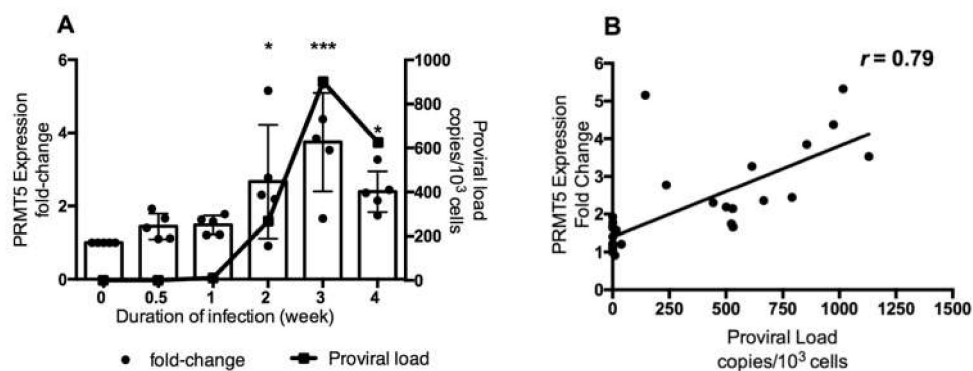 A
* *** *
PRMT5 Expression
fold-change
6
4
2
0
1000
800
600
400
200
0
Proviral load
copies/10³ cells
0 0.5 1 2 3 4
Duration of infection (week)
fold-change Proviral load
B
r = 0.79
PRMT5 Expression
Fold Change
6
5
4
3
2
1
0
0 250 500 750 1000 1250 1500
Proviral Load
copies/10³ cells